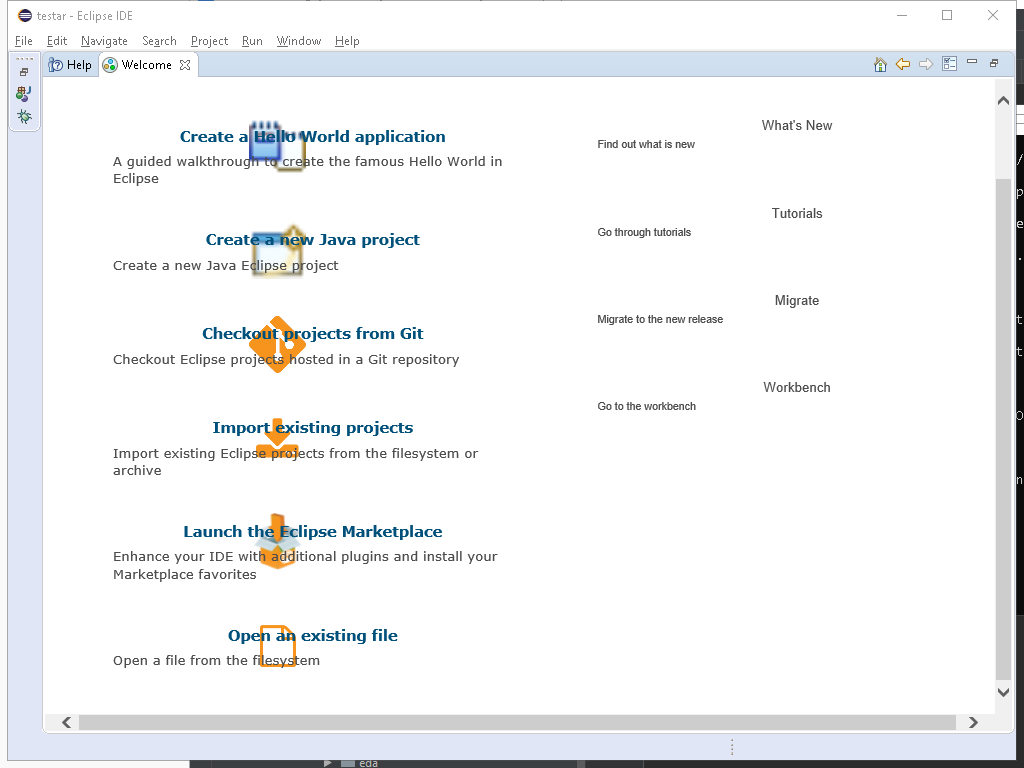 testar - Eclipse IDE
File Edit Navigate Search Project Run Window Help
Help Welcome
Create a Hello World application
A guided walkthrough to create the famous Hello World in
Eclipse
Create a new Java project
Create a new Java Eclipse project
Checkout projects from Git
Checkout Eclipse projects hosted in a Git repository
Import existing projects
Import existing Eclipse projects from the filesystem or
archive
Launch the Eclipse Marketplace
Enhance your IDE with additional plugins and install your
Marketplace favorites
Open an existing file
Open a file from the filesystem
What's New
Find out what is new
Tutorials
Go through tutorials
Migrate
Migrate to the new release
Workbench
Go to the workbench
eda